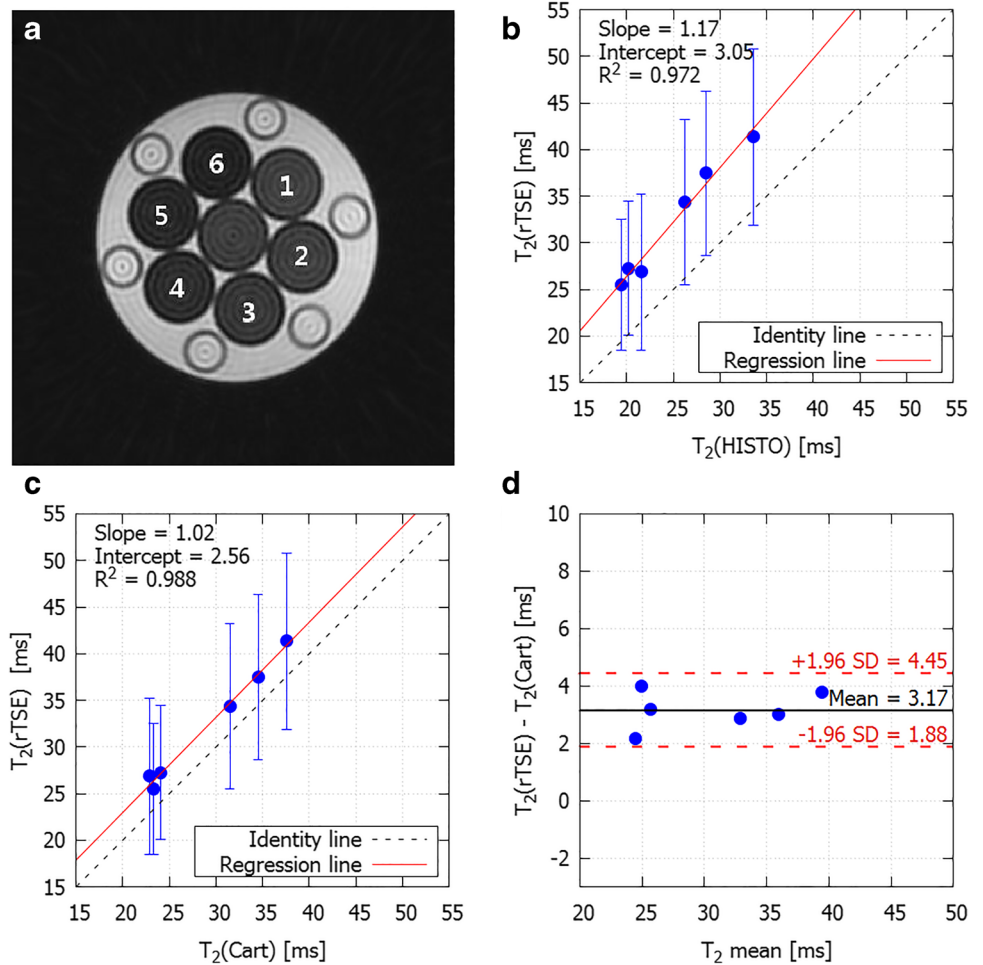 a
6
1
5
2
4
3
b
Slope = 1.17
Intercept = 3.05
R² = 0.972
55
50
45
40
35
30
25
20
15
T₂(rTSE) [ms]
Identity line
Regression line
15 20 25 30 35 40 45 50 55
T₂(HISTO) [ms]
c
Slope = 1.02
Intercept = 2.56
R² = 0.988
55
50
45
40
35
30
25
20
15
T₂(rTSE) [ms]
Identity line
Regression line
15 20 25 30 35 40 45 50 55
T₂(Cart) [ms]
d
10
8
6
4
2
0
-2
T₂(rTSE) - T₂(Cart) [ms]
+1.96 SD = 4.45
Mean = 3.17
-1.96 SD = 1.88
20 25 30 35 40 45 50
T₂ mean [ms]